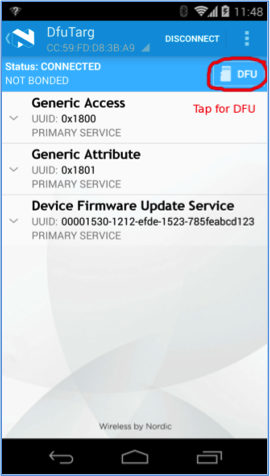 11:48
DfuTarg
CC:59:FD:D8:3B:A9
DISCONNECT
Status: CONNECTED
NOT BONDED
DFU
Generic Access
Tap for DFU
UUID: 0x1800
PRIMARY SERVICE
Generic Attribute
UUID: 0x1801
PRIMARY SERVICE
Device Firmware Update Service
UUID: 00001530-1212-efde-1523-785feabcd123
PRIMARY SERVICE
Wireless by Nordic